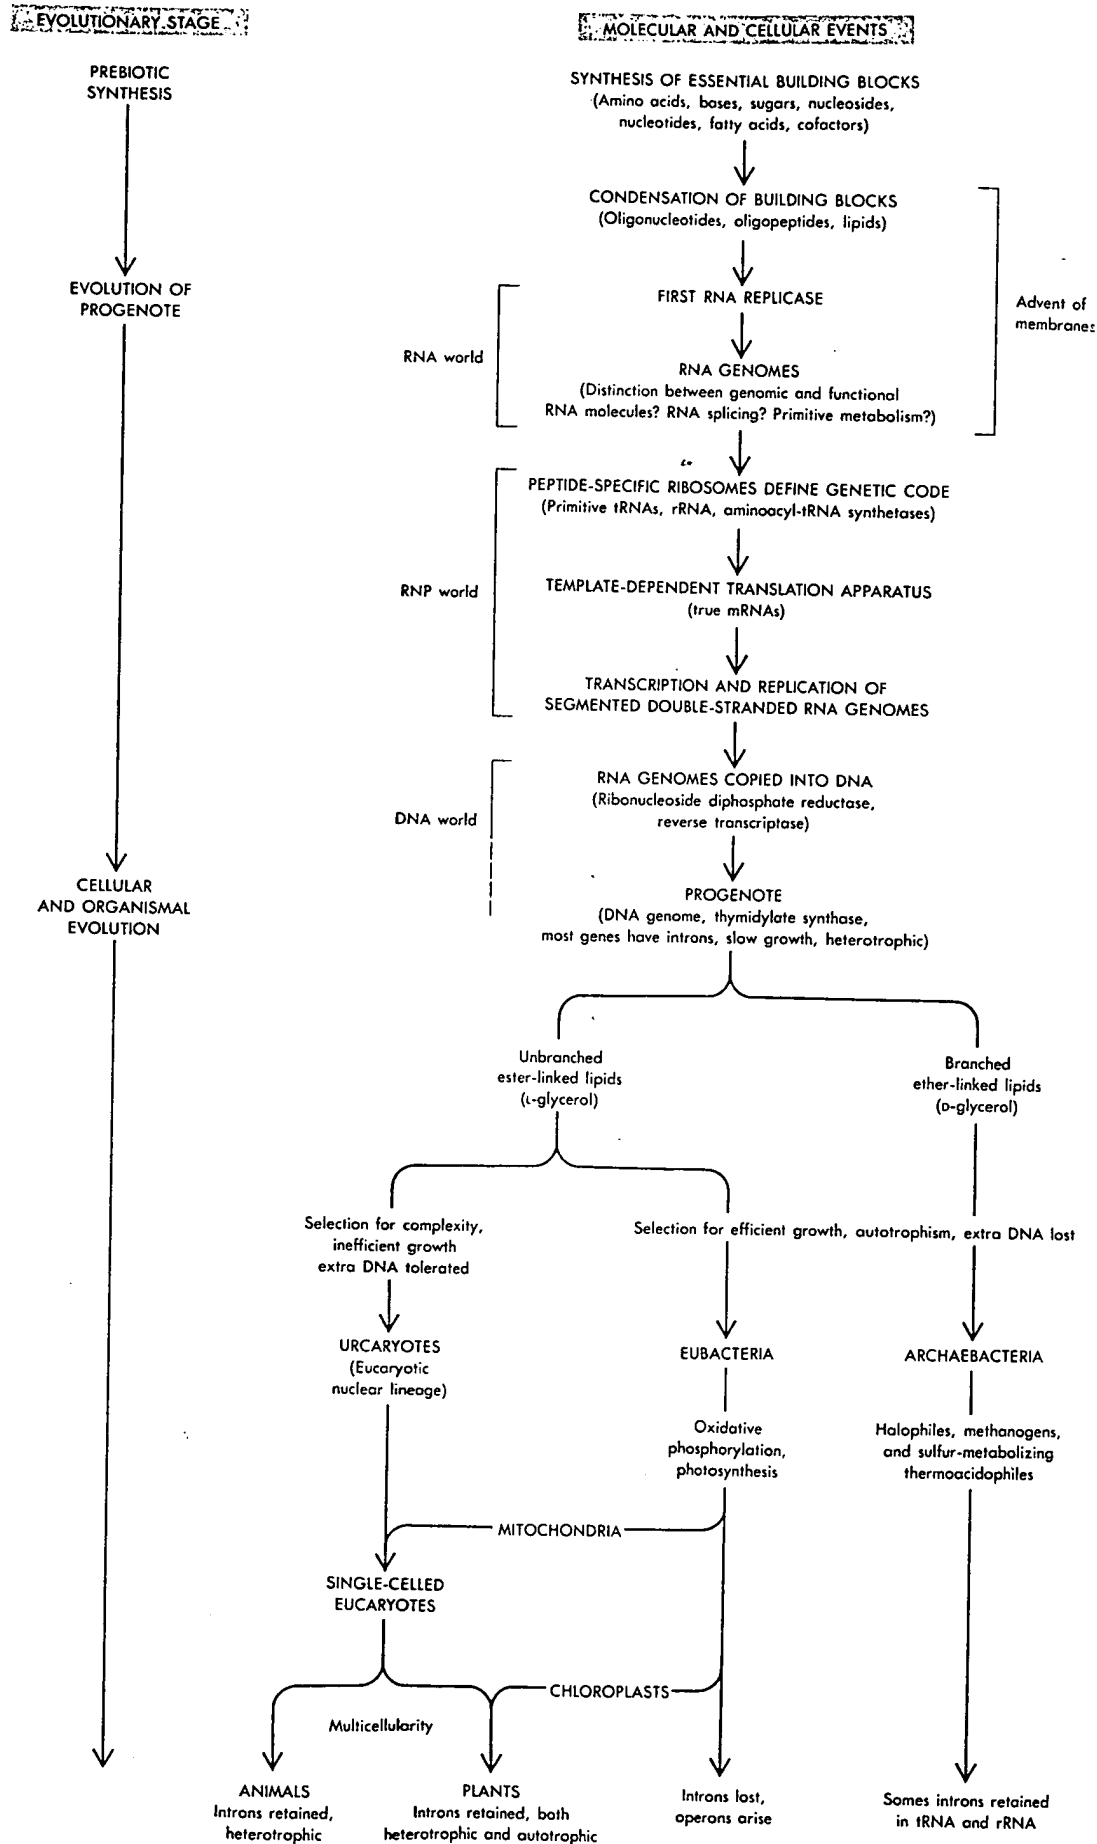 EVOLUTIONARY STAGE
MOLECULAR AND CELLULAR EVENTS
PREBIOTIC
SYNTHESIS
SYNTHESIS OF ESSENTIAL BUILDING BLOCKS
(Amino acids, bases, sugars, nucleosides,
nucleotides, fatty acids, cofactors)
CONDENSATION OF BUILDING BLOCKS
(Oligonucleotides, oligopeptides, lipids)
EVOLUTION OF
PROGENOTE
FIRST RNA REPLICASE
Advent of
membranes
RNA world
RNA GENOMES
(Distinction between genomic and functional
RNA molecules? RNA splicing? Primitive metabolism?)
PEPTIDE-SPECIFIC RIBOSOMES DEFINE GENETIC CODE
(Primitive tRNAs, rRNA, aminoacyl-tRNA synthetases)
RNP world
TEMPLATE-DEPENDENT TRANSLATION APPARATUS
(true mRNAs)
TRANSCRIPTION AND REPLICATION OF
SEGMENTED DOUBLE-STRANDED RNA GENOMES
DNA world
RNA GENOMES COPIED INTO DNA
(Ribonucleoside diphosphate reductase,
reverse transcriptase)
CELLULAR
AND ORGANISMAL
EVOLUTION
PROGENOTE
(DNA genome, thymidylate synthase,
most genes have introns, slow growth, heterotrophic)
Unbranched
ester-linked lipids
(L-glycerol)
Branched
ether-linked lipids
(D-glycerol)
Selection for complexity,
inefficient growth
extra DNA tolerated
Selection for efficient growth, autotrophism, extra DNA lost
URCARYOTES
(Eucaryotic
nuclear lineage)
EUBACTERIA
ARCHAEBACTERIA
Oxidative
phosphorylation,
photosynthesis
Halophiles, methanogens,
and sulfur-metabolizing
thermoacidophiles
MITOCHONDRIA
SINGLE-CELLED
EUCARYOTES
CHLOROPLASTS
Multicellularity
ANIMALS
Introns retained,
heterotrophic
PLANTS
Introns retained, both
heterotrophic and autotrophic
Introns lost,
operons arise
Somes introns retained
in tRNA and rRNA